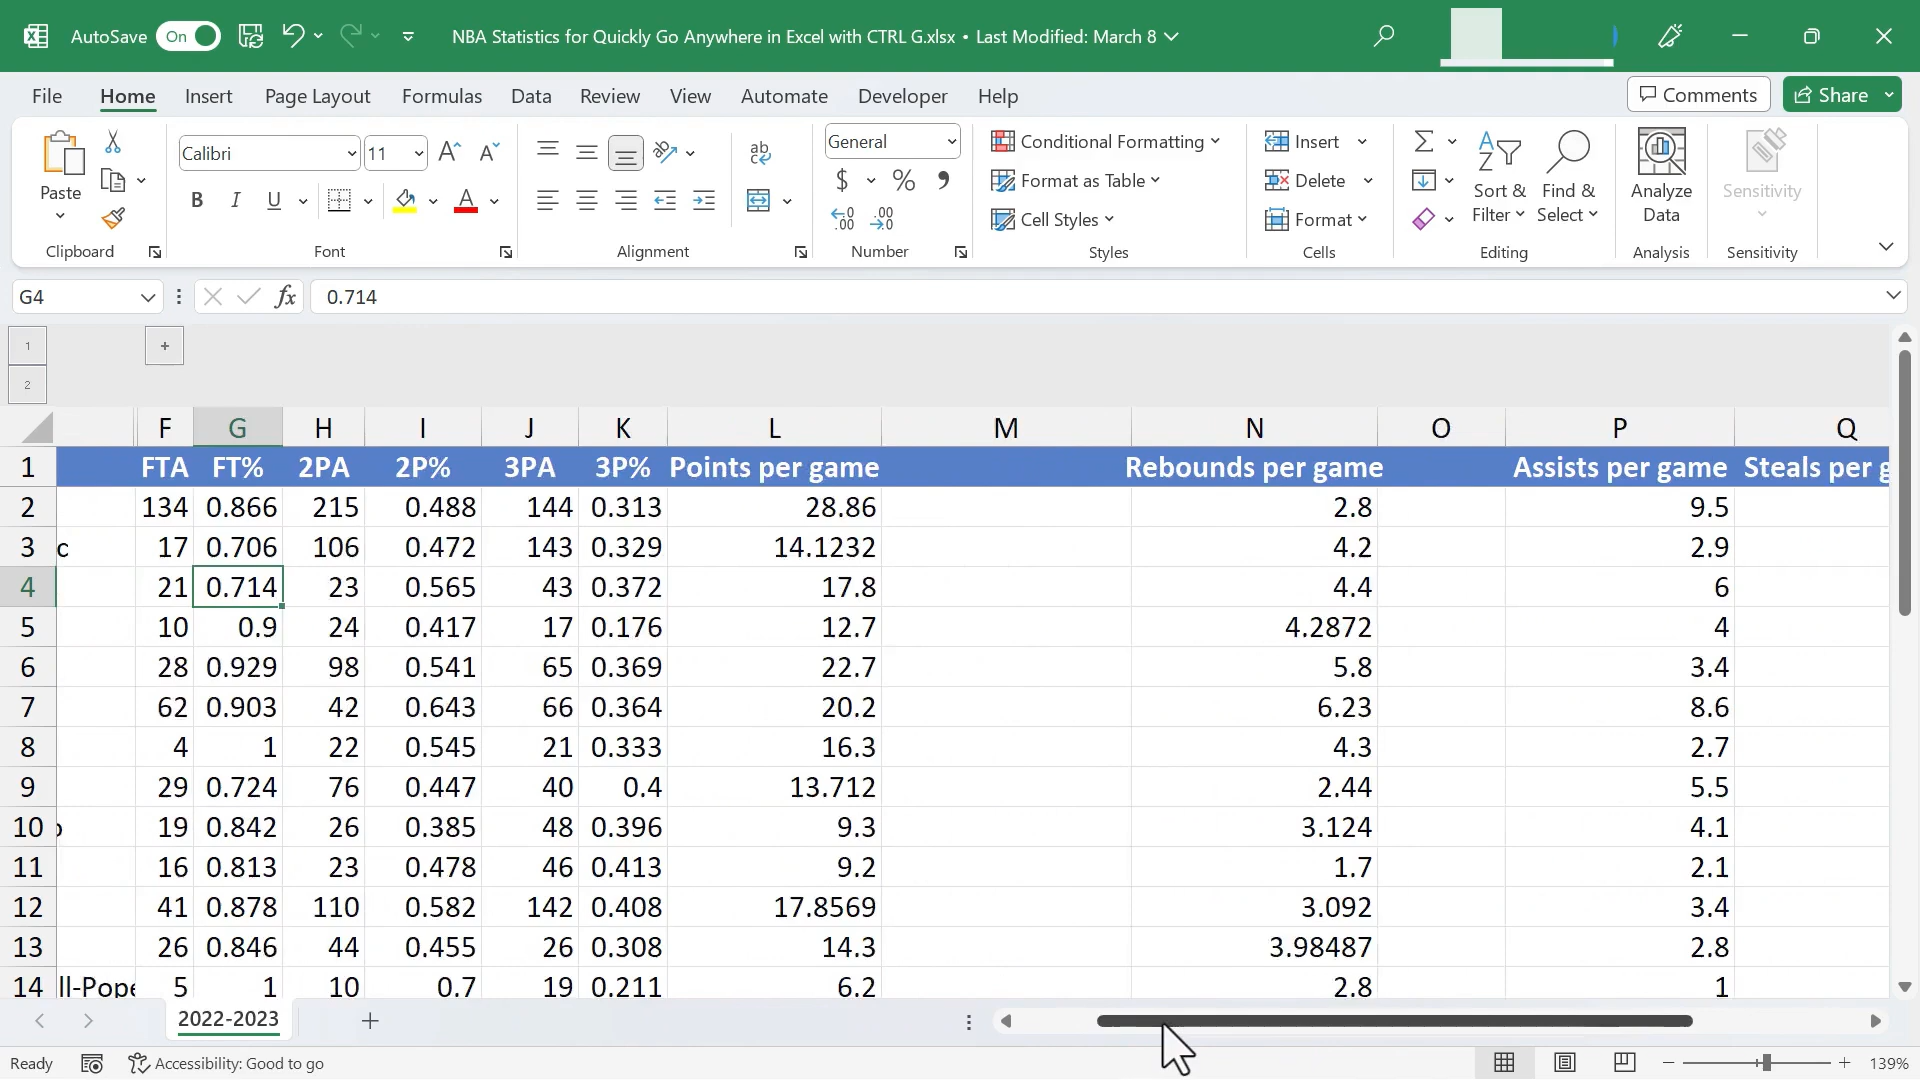 AutoSave On NBA Statistics for Quickly Go Anywhere in Excel with CTRL G.xlsx • Last Modified: March 8
File Home Insert Page Layout Formulas Data Review View Automate Developer Help Comments Share
Paste Calibri 11 A A ab General Conditional Formatting Insert Σ
B I U A $ % , Format as Table Delete Sort & Filter Find & Select Analyze Data Sensitivity
.00 .00 Cell Styles Format
Clipboard Font Alignment Number Styles Cells Editing Analysis Sensitivity
G4 fx 0.714
1 +
2
F G H I J K L M N O P Q
1 FTA FT% 2PA 2P% 3PA 3P% Points per game Rebounds per game Assists per game Steals per g
2 134 0.866 215 0.488 144 0.313 28.86 2.8 9.5
3 c 17 0.706 106 0.472 143 0.329 14.1232 4.2 2.9
4 21 0.714 23 0.565 43 0.372 17.8 4.4 6
5 10 0.9 24 0.417 17 0.176 12.7 4.2872 4
6 28 0.929 98 0.541 65 0.369 22.7 5.8 3.4
7 62 0.903 42 0.643 66 0.364 20.2 6.23 8.6
8 4 1 22 0.545 21 0.333 16.3 4.3 2.7
9 29 0.724 76 0.447 40 0.4 13.712 2.44 5.5
10 19 0.842 26 0.385 48 0.396 9.3 3.124 4.1
11 16 0.813 23 0.478 46 0.413 9.2 1.7 2.1
12 41 0.878 110 0.582 142 0.408 17.8569 3.092 3.4
13 26 0.846 44 0.455 26 0.308 14.3 3.98487 2.8
14 ll-Pope 5 1 10 0.7 19 0.211 6.2 2.8 1
2022-2023 +
Ready Accessibility: Good to go 139%